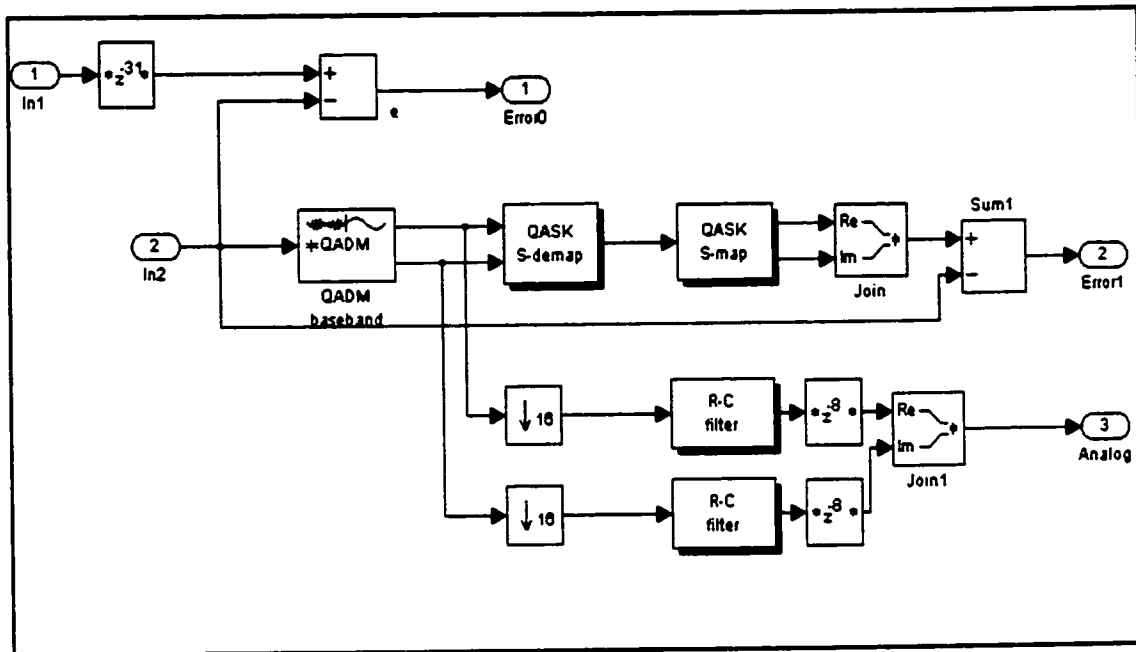 1
In1
*z-31*
+
-
e
1
Error0
2
In2
*QADM
QADM
baseband
QASK
S-demap
QASK
S-map
Re
Im
Join
Sum1
+
-
2
Error1
↓16
R-C
filter
*z-8*
Re
Im
Join1
3
Analog
↓16
R-C
filter
*z-8*